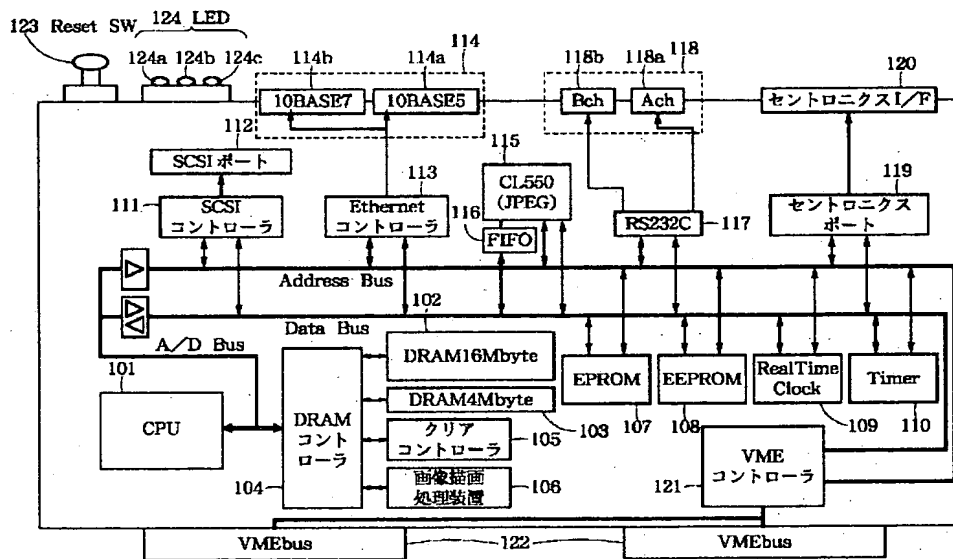 123 Reset SW
124 LED
124a
124b
124c
114
114b
114a
118
118b
118a
120
10BASE7
10BASE5
Bch
Ach
セントロニクスI/F
112
SCSIポート
115
CL550
(JPEG)
113
119
111
SCSI
コントローラ
Ethernet
コントローラ
116
FIFO
RS232C
117
セントロニクス
ポート
Address Bus
Data Bus
102
A/D Bus
101
CPU
DRAM
コント
ローラ
104
DRAM16Mbyte
DRAM4Mbyte
103
クリア
コントローラ
105
画像描画
処理装置
106
EPROM
107
EEPROM
108
RealTime
Clock
109
Timer
110
VME
コントローラ
121
VMEbus
122
VMEbus